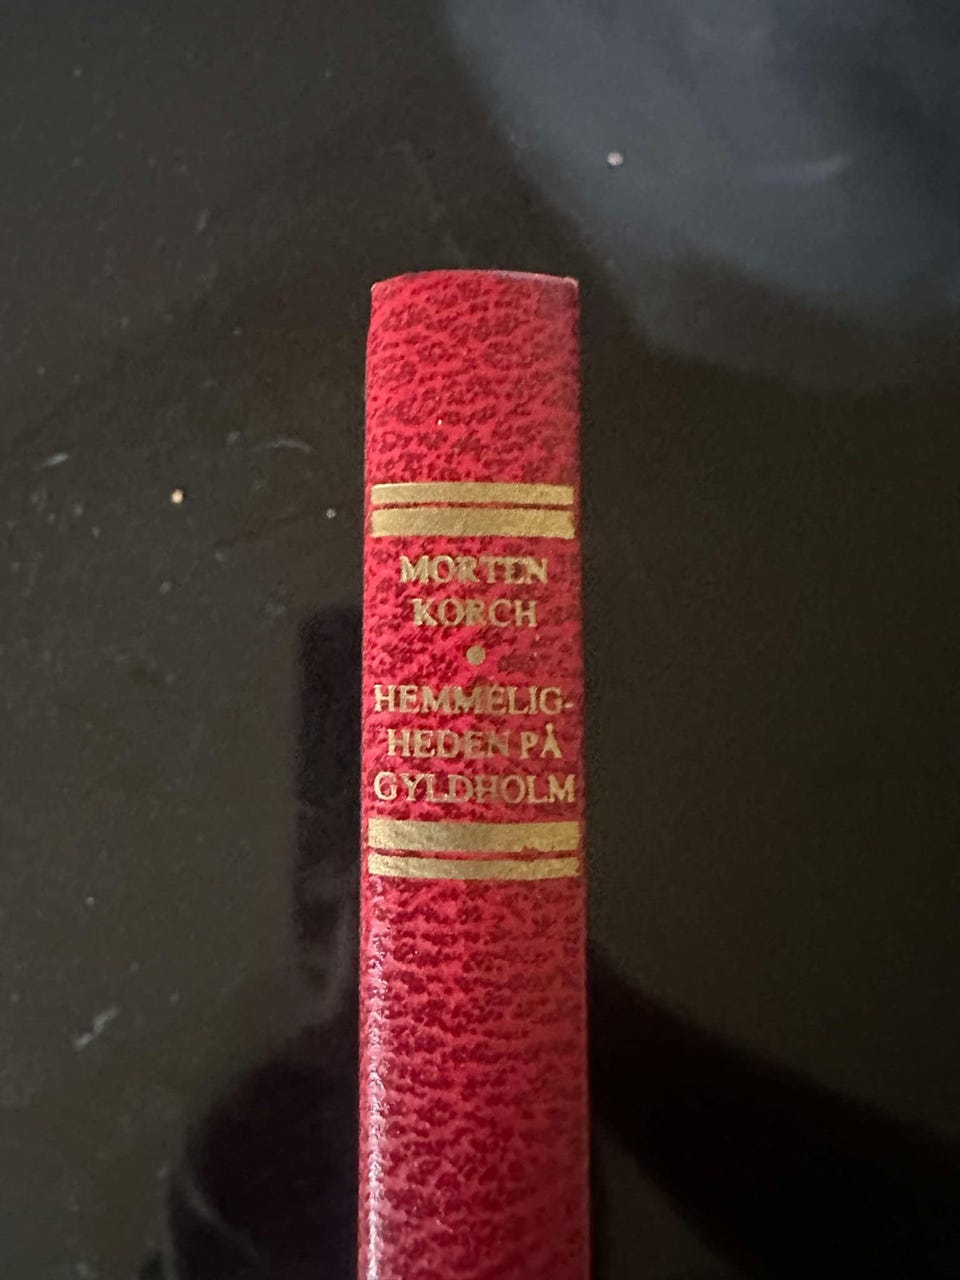 MORTEN
KORCH
•
HEMMELIG-
HEDEN PÅ
GYLDHOLM